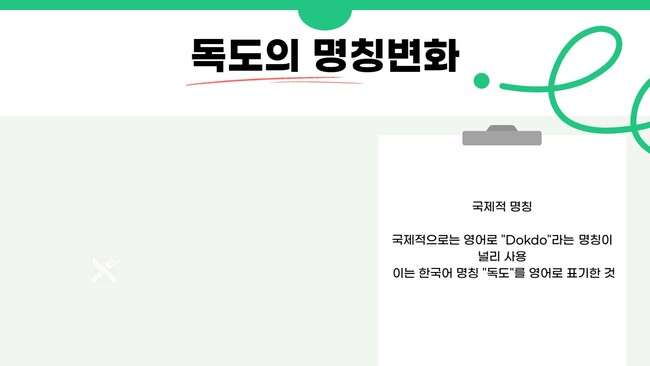 독도의 명칭변화
국제적 명칭
국제적으로는 영어로 "Dokdo"라는 명칭이
널리 사용
이는 한국어 명칭 "독도"를 영어로 표기한 것